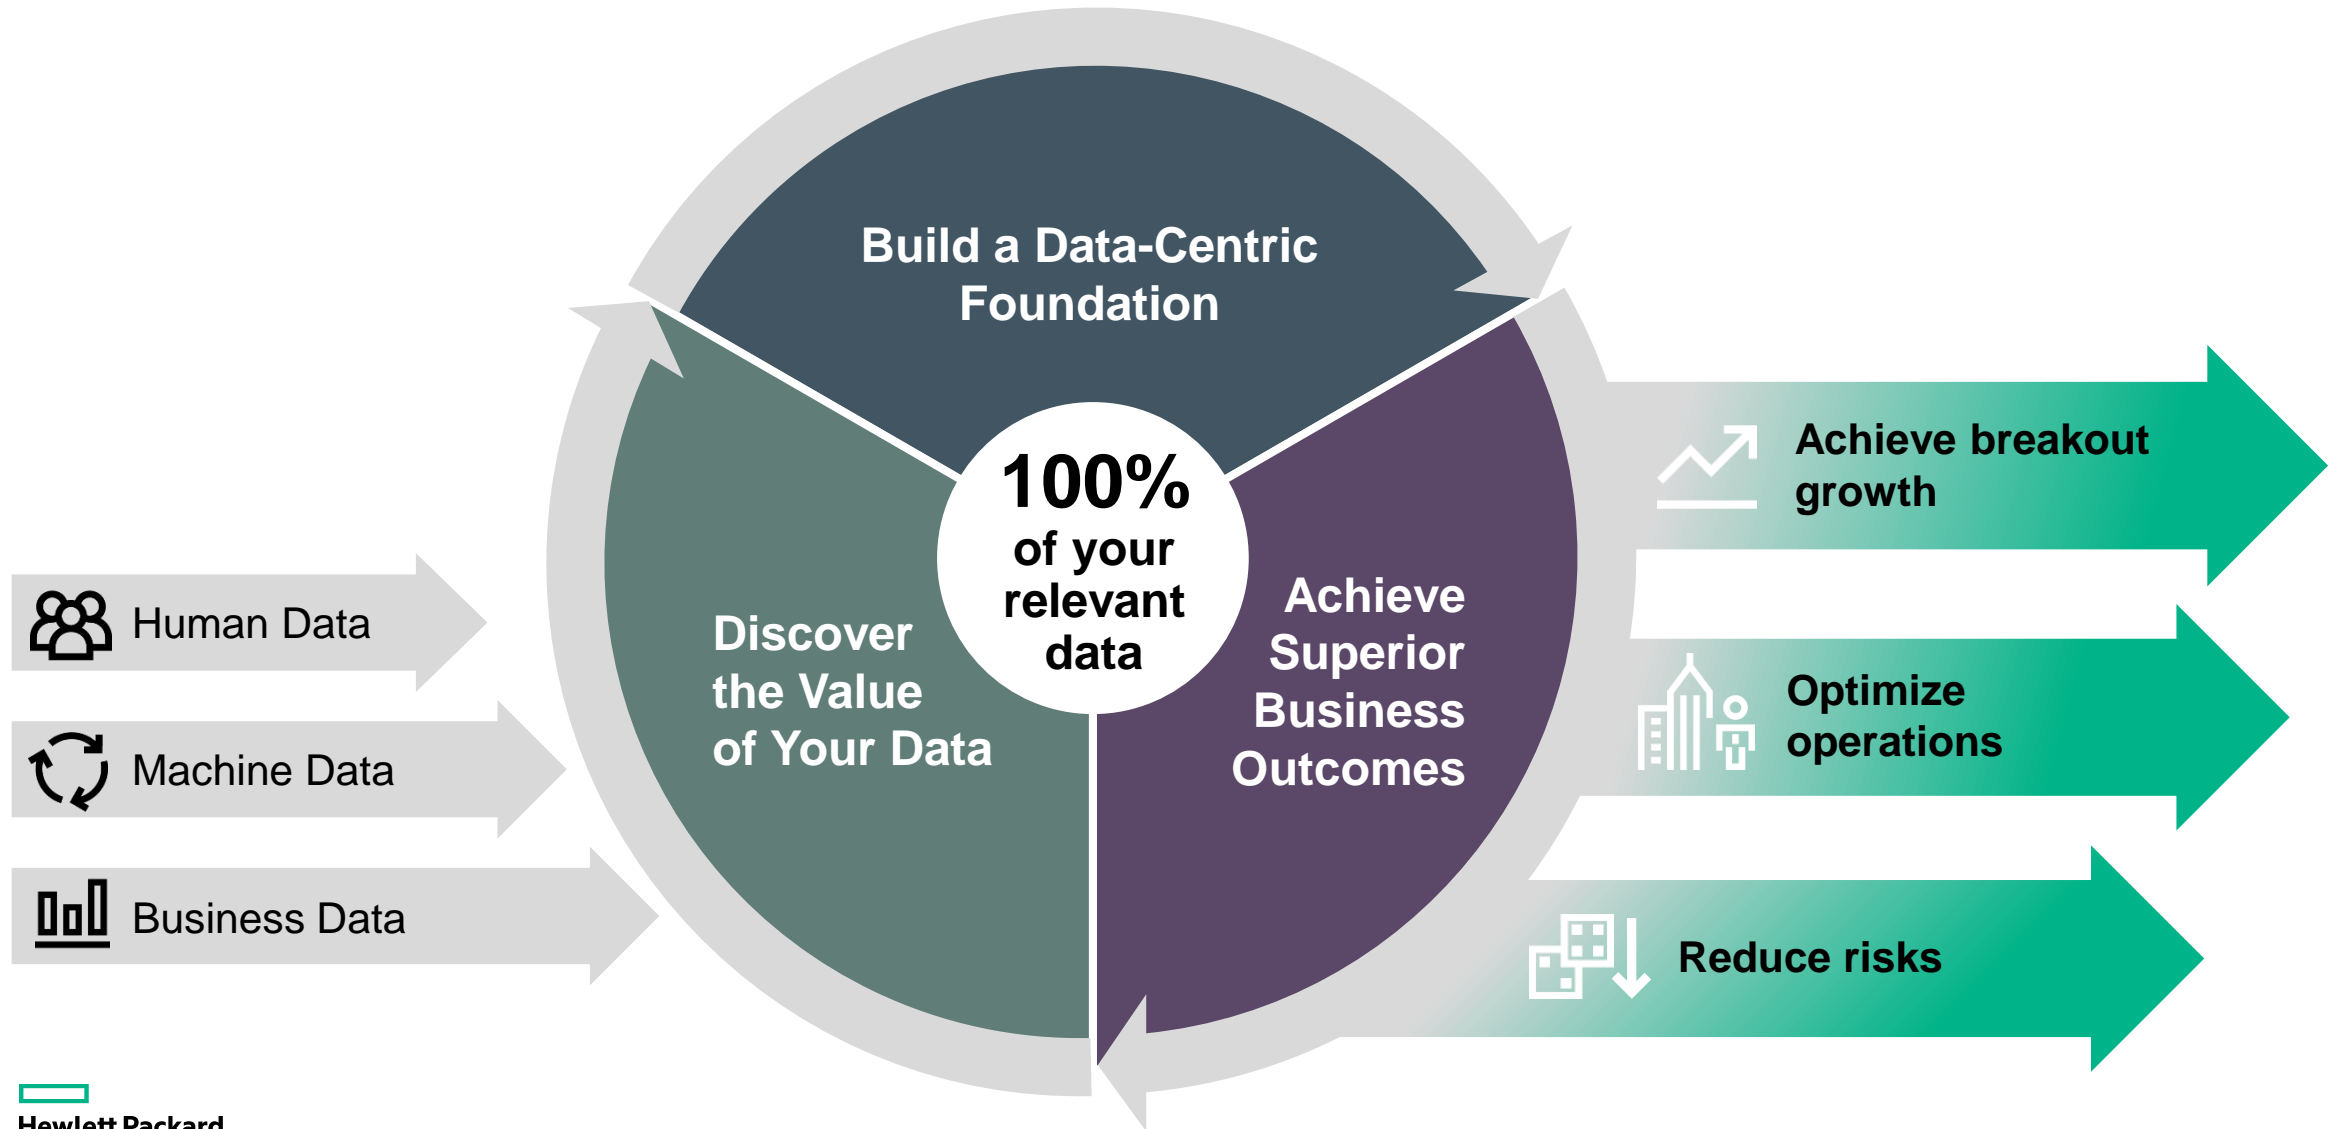 Build a Data-Centric
Foundation
100%
of your
relevant
data
Discover
the Value
of Your Data
Achieve
Superior
Business
Outcomes
Human Data
Machine Data
Business Data
Achieve breakout
growth
Optimize
operations
Reduce risks
Hewlett Packard